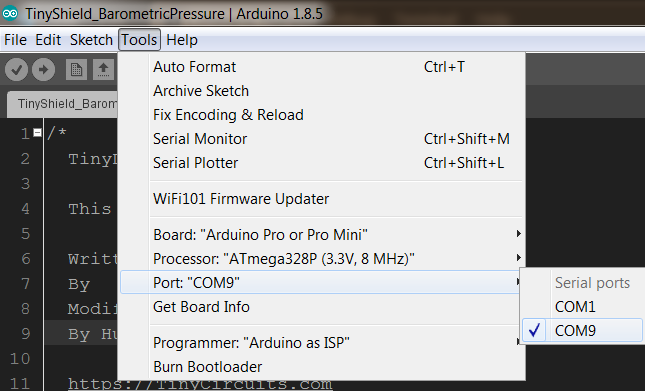 TinyShield_BarometricPressure | Arduino 1.8.5
File Edit Sketch Tools Help
Auto Format Ctrl+T
Archive Sketch
Fix Encoding & Reload
Serial Monitor Ctrl+Shift+M
Serial Plotter Ctrl+Shift+L
WiFi101 Firmware Updater
Board: "Arduino Pro or Pro Mini"
Processor: "ATmega328P (3.3V, 8 MHz)"
Port: "COM9"
Get Board Info
Programmer: "Arduino as ISP"
Burn Bootloader
Serial ports
COM1
COM9
TinyShield_Barom
1 /*
2 Tiny
3
4 This
5
6 Writt
7 By
8 Modif
9 By Hu
10
11 https://TinyCircuits.com